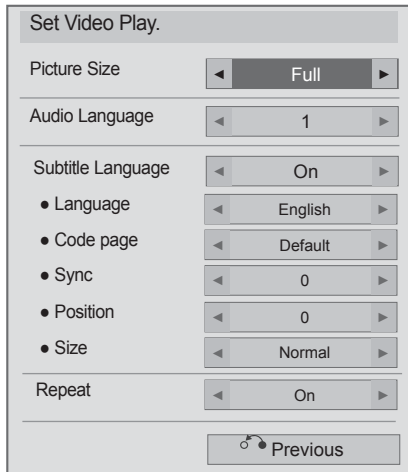 Set Video Play.
Picture Size ◄ Full ►
Audio Language ◄ 1 ►
Subtitle Language ◄ On ►
● Language ◄ English ►
● Code page ◄ Default ►
● Sync ◄ 0 ►
● Position ◄ 0 ►
● Size ◄ Normal ►
Repeat ◄ On ►
Previous